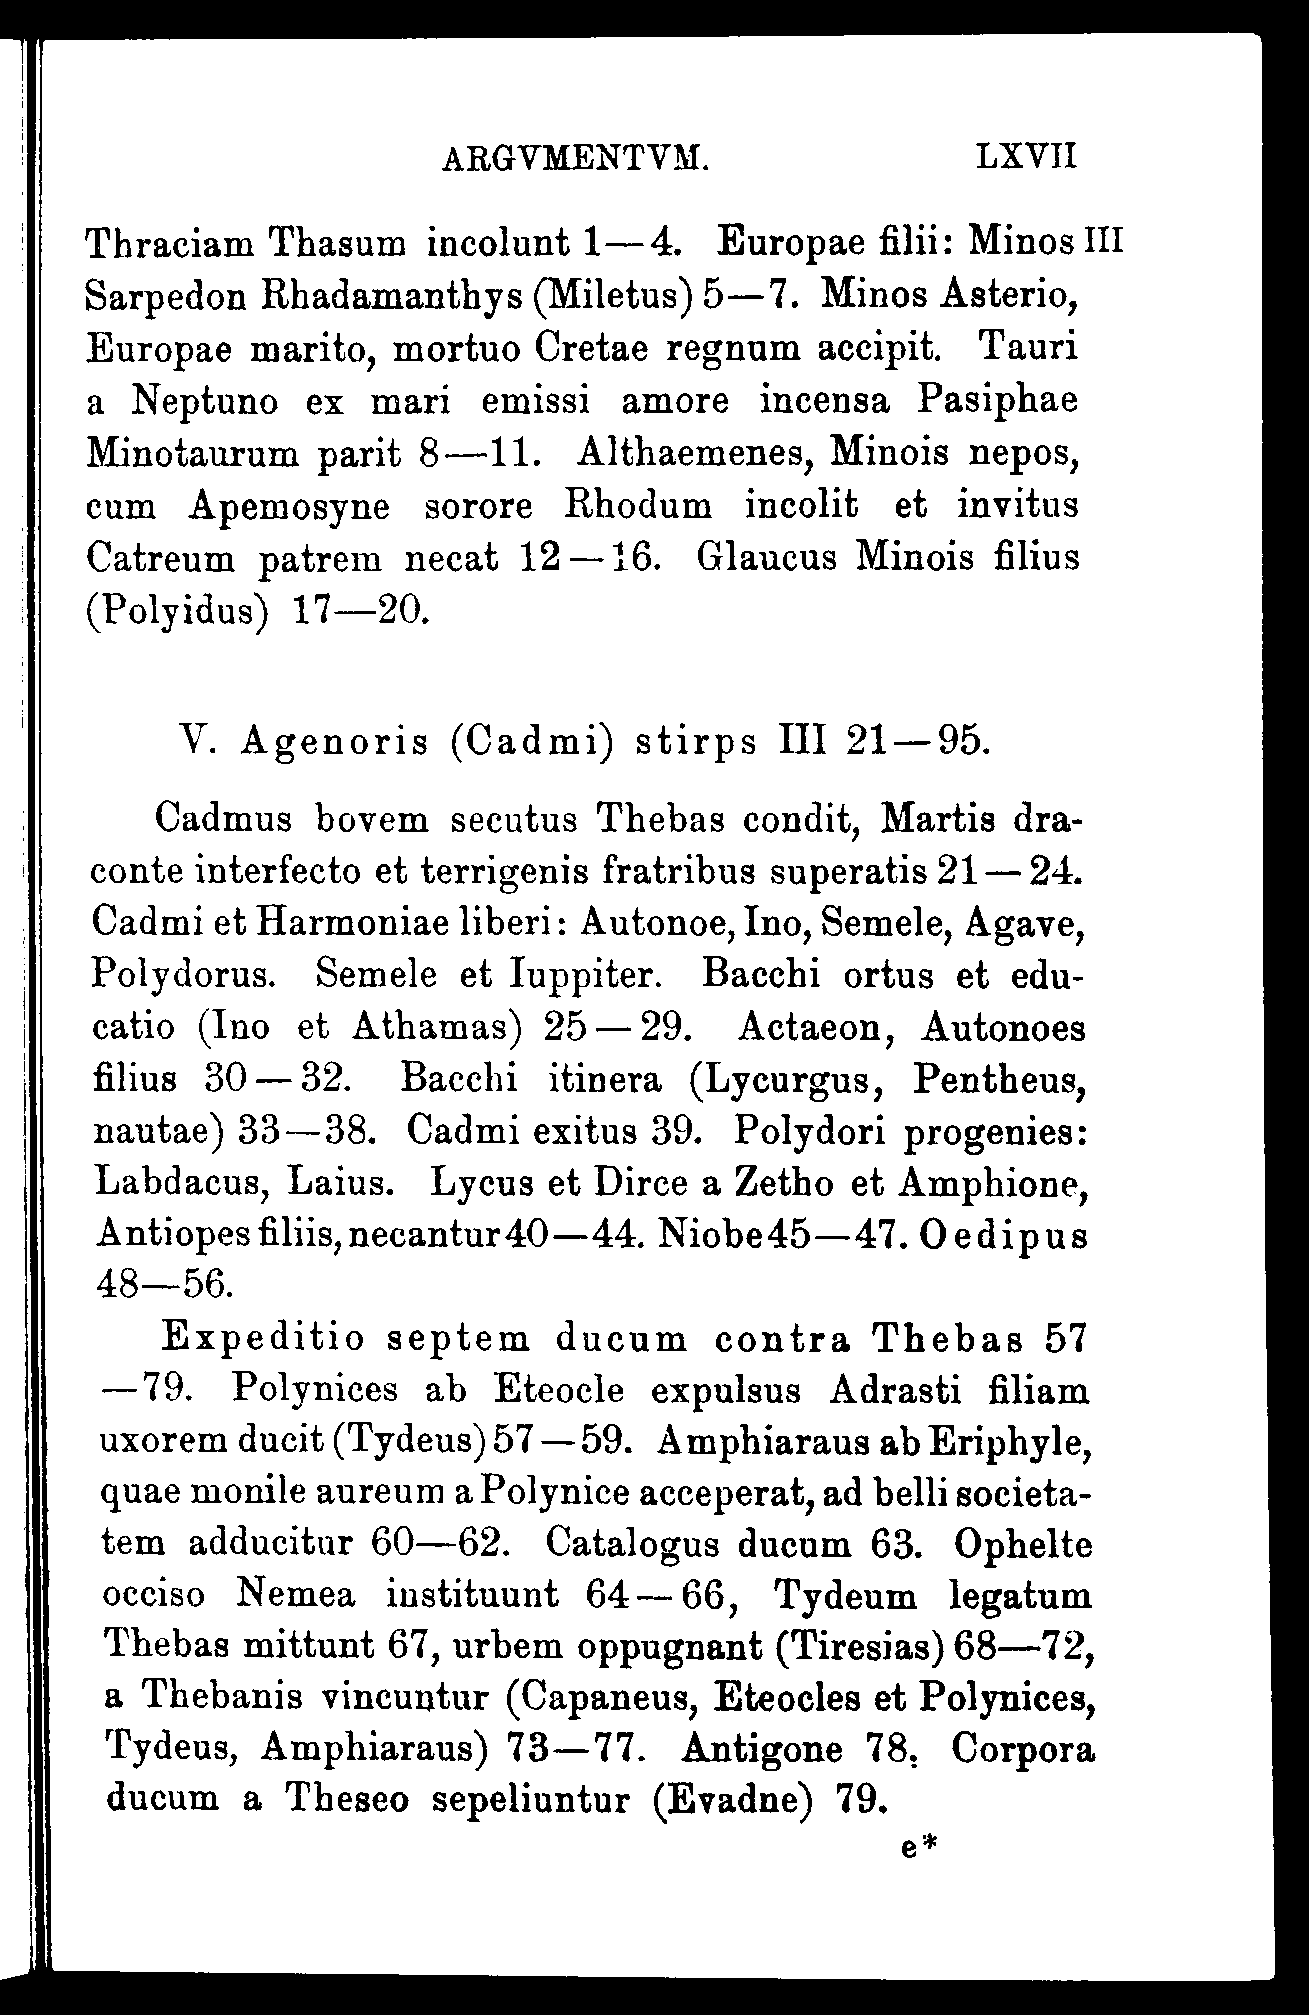 ARGVMENTVM. LXVII
Thraciam Thasum incolunt 1—4. Europae filii: Minos III
Sarpedon Rhadamanthys (Miletus) 5—7. Minos Asterio,
Europae marito, mortuo Cretae regnum accipit. Tauri
a Neptuno ex mari emissi amore incensa Pasiphae
Minotaurum parit 8—11. Althaemenes, Minois nepos,
cum Apemosyne sorore Rhodum incolit et invitus
Catreum patrem necat 12—16. Glaucus Minois filius
(Polyidus) 17—20.
V. Agenoris (Cadmi) stirps III 21—95.
Cadmus bovem secutus Thebas condit, Martis dra-
conte interfecto et terrigenis fratribus superatis 21—24.
Cadmi et Harmoniae liberi: Autonoe, Ino, Semele, Agave,
Polydorus. Semele et Iuppiter. Bacchi ortus et edu-
catio (Ino et Athamas) 25—29. Actaeon, Autonoes
filius 30—32. Bacchi itinera (Lycurgus, Pentheus,
nautae) 33—38. Cadmi exitus 39. Polydori progenies:
Labdacus, Laius. Lycus et Dirce a Zetho et Amphione,
Antiopes filiis, necantur 40—44. Niobe 45—47. Oedipus
48—56.
Expeditio septem ducum contra Thebas 57
—79. Polynices ab Eteocle expulsus Adrasti filiam
uxorem ducit (Tydeus) 57—59. Amphiaraus ab Eriphyle,
quae monile aureum a Polynice acceperat, ad belli societa-
tem adducitur 60—62. Catalogus ducum 63. Ophelte
occiso Nemea instituunt 64—66, Tydeum legatum
Thebas mittunt 67, urbem oppugnant (Tiresias) 68—72,
a Thebanis vincuntur (Capaneus, Eteocles et Polynices,
Tydeus, Amphiaraus) 73—77. Antigone 78. Corpora
ducum a Theseo sepeliuntur (Evadne) 79.
e*